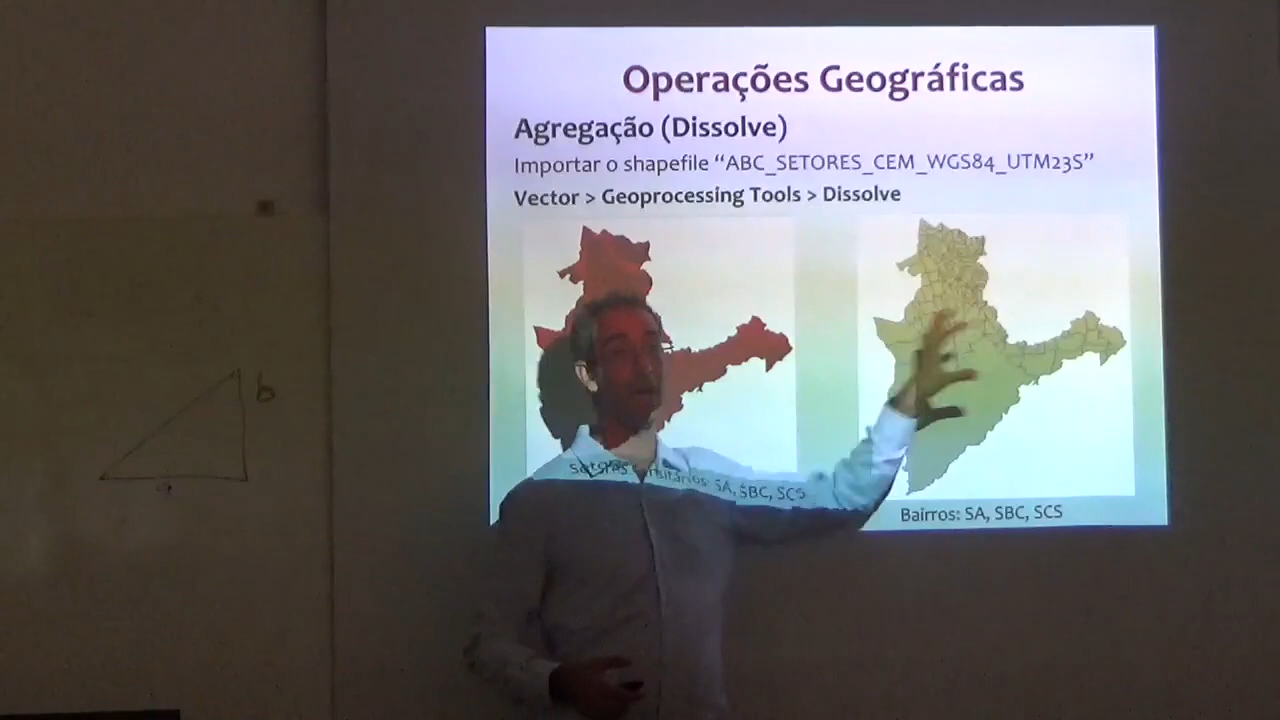 Operações Geográficas
Agregação (Dissolve)
Importar o shapefile “ABC_SETORES_CEM_WGS84_UTM23S”
Vector > Geoprocessing Tools > Dissolve
Setores Censitários: SA, SBC, SCS
Bairros: SA, SBC, SCS
b
a